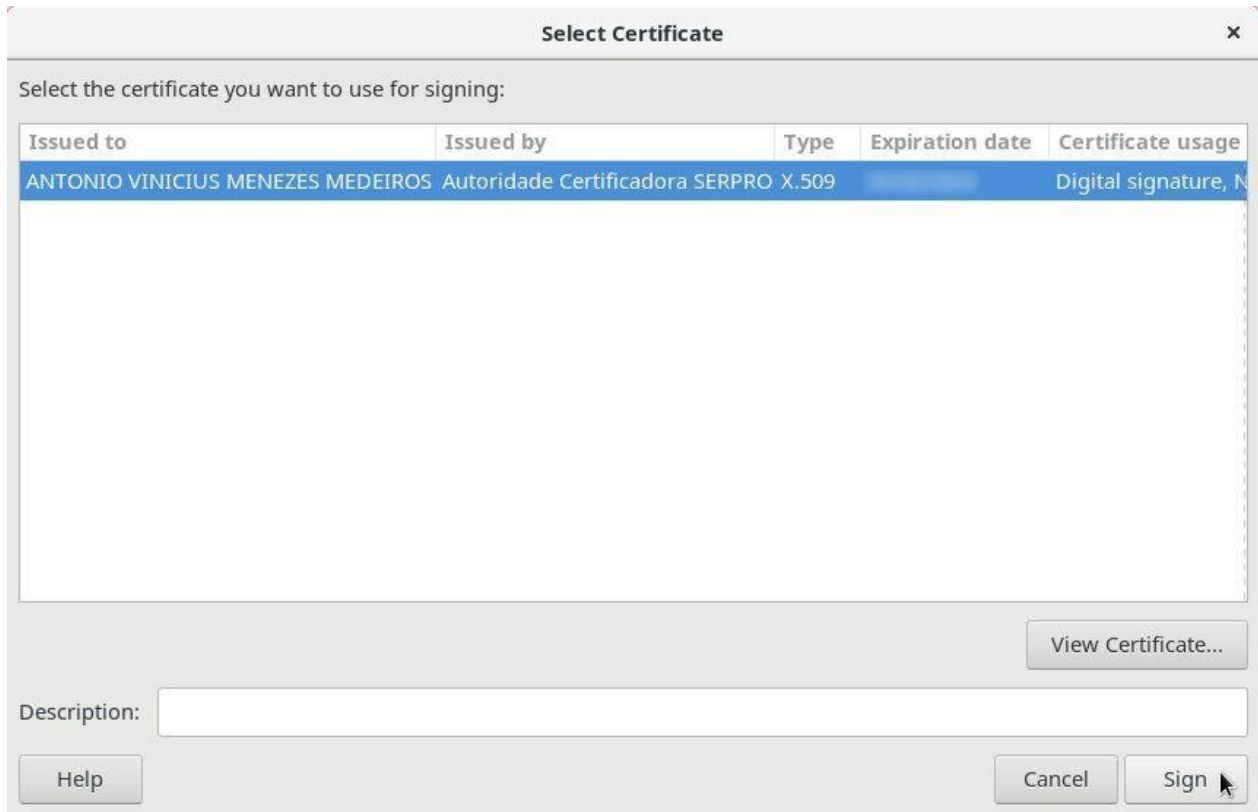 Select Certificate
Select the certificate you want to use for signing:
Issued to Issued by Type Expiration date Certificate usage
ANTONIO VINICIUS MENEZES MEDEIROS Autoridade Certificadora SERPRO X.509 Digital signature, N
View Certificate...
Description:
Help Cancel Sign